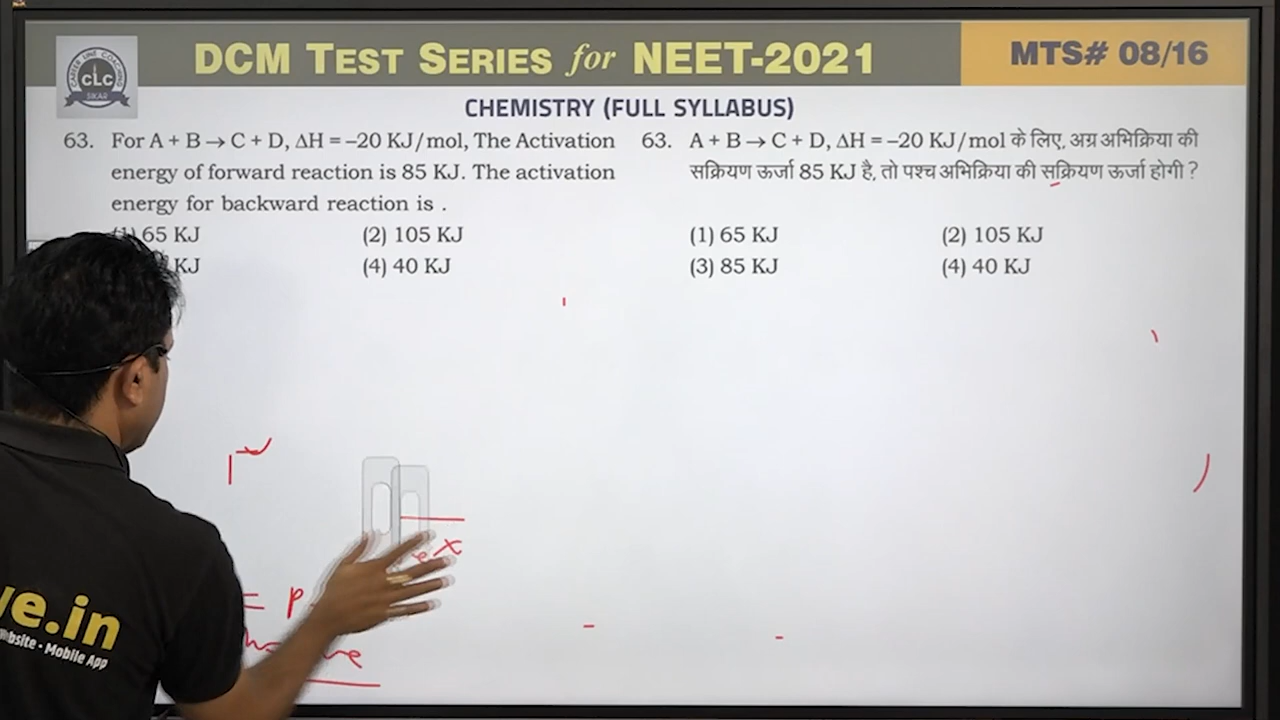 DCM TEST SERIES for NEET-2021
MTS# 08/16
CLC
SIKAR
CHEMISTRY (FULL SYLLABUS)
63. For A + B → C + D, ΔH = –20 KJ/mol, The Activation
energy of forward reaction is 85 KJ. The activation
energy for backward reaction is .
(1) 65 KJ (2) 105 KJ
KJ (4) 40 KJ
63. A + B → C + D, ΔH = –20 KJ/mol के लिए, अग्र अभिक्रिया की
सक्रियण ऊर्जा 85 KJ है, तो पश्च अभिक्रिया की सक्रियण ऊर्जा होगी ?
(1) 65 KJ (2) 105 KJ
(3) 85 KJ (4) 40 KJ
= P
ve.in
Website - Mobile App